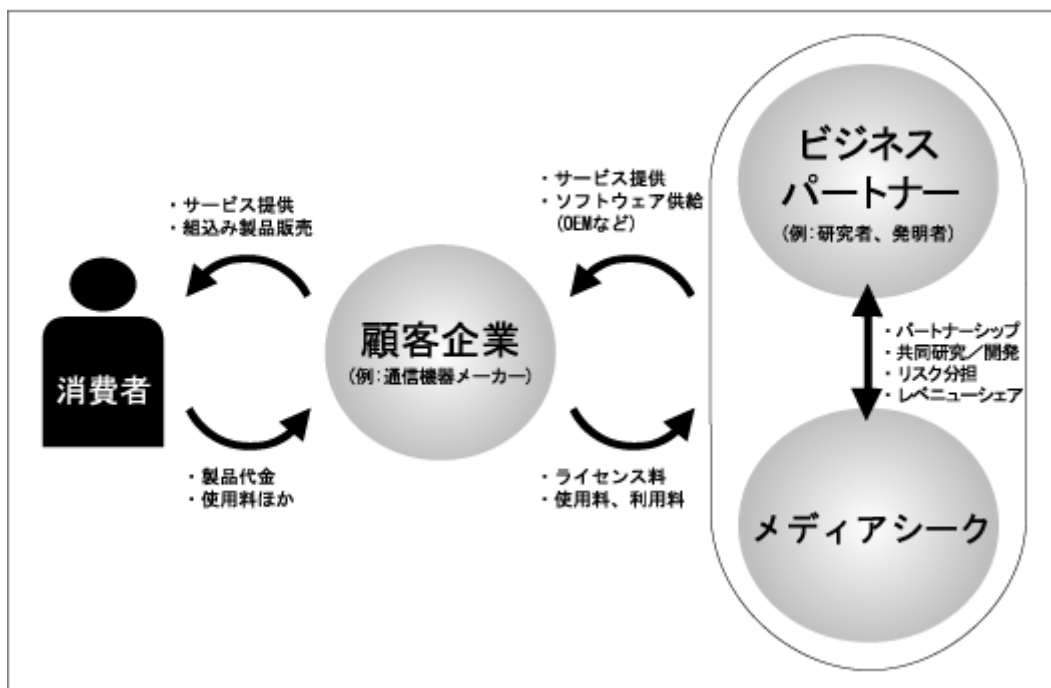 ・サービス提供
・組込み製品販売
消費者
・製品代金
・使用料ほか
顧客企業
(例:通信機器メーカー)
・サービス提供
・ソフトウェア供給
(OEMなど)
・ライセンス料
・使用料、利用料
ビジネス
パートナー
(例:研究者、発明者)
・パートナーシップ
・共同研究／開発
・リスク分担
・レベニューシェア
メディアシーク